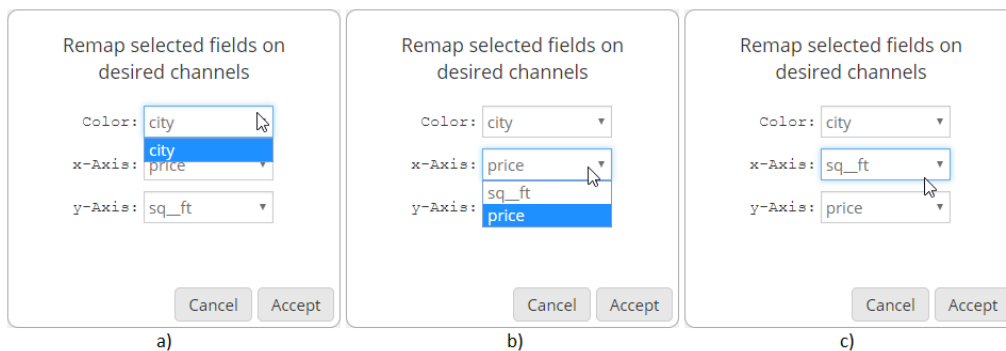 Remap selected fields on
desired channels
Color: city
city
x-Axis: price
y-Axis: sq__ft
Cancel Accept
a)
Remap selected fields on
desired channels
Color: city
x-Axis: price
sq__ft
y-Axis: price
Cancel Accept
b)
Remap selected fields on
desired channels
Color: city
x-Axis: sq__ft
y-Axis: price
Cancel Accept
c)